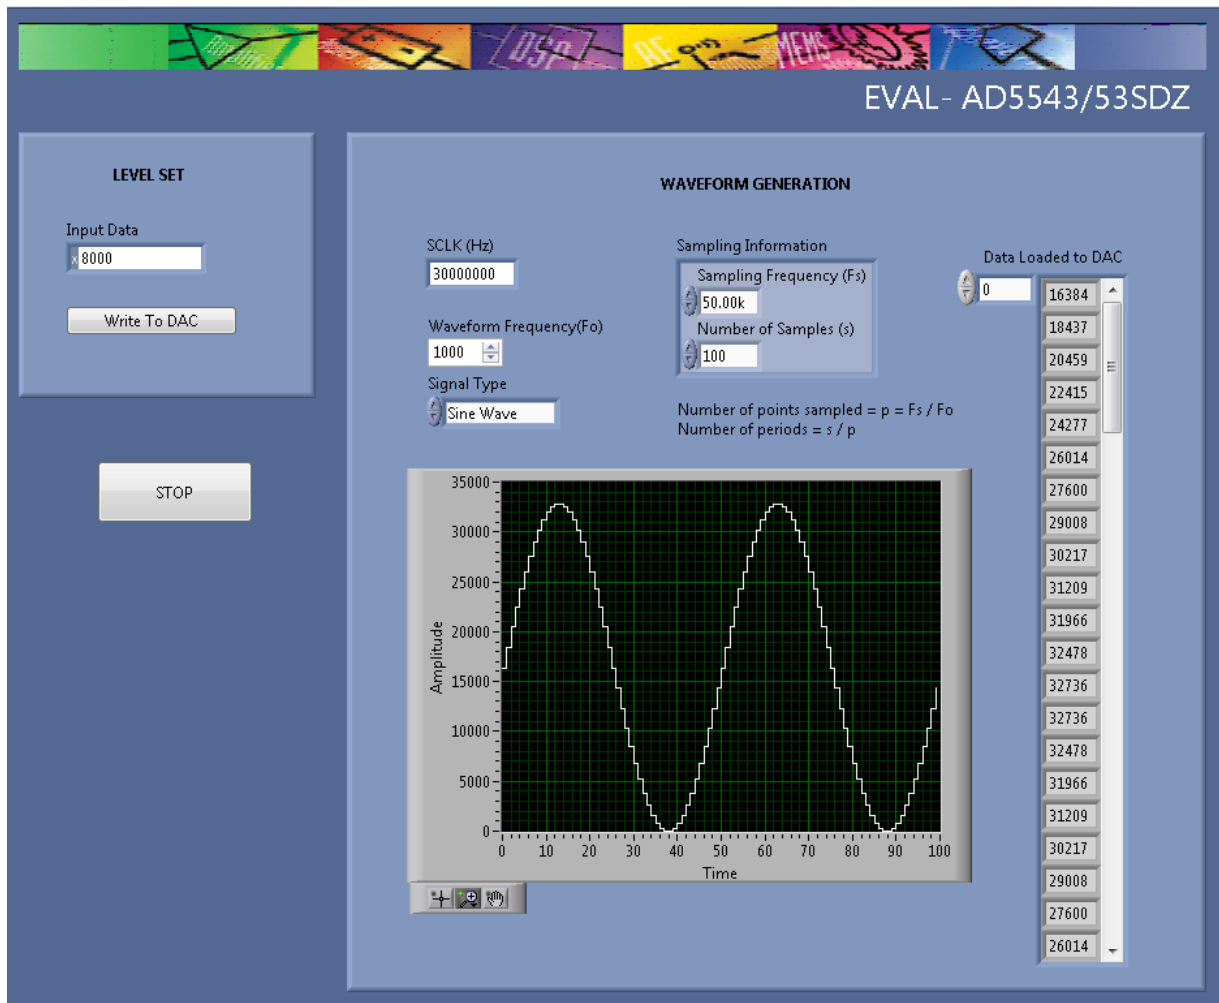 DSP
RF
MEMS
EVAL- AD5543/53SDZ
LEVEL SET
Input Data
x 8000
Write To DAC
STOP
WAVEFORM GENERATION
SCLK (Hz)
30000000
Waveform Frequency(Fo)
1000
Signal Type
Sine Wave
Sampling Information
Sampling Frequency (Fs)
50.00k
Number of Samples (s)
100
Number of points sampled = p = Fs / Fo
Number of periods = s / p
Data Loaded to DAC
0
16384
18437
20459
22415
24277
26014
27600
29008
30217
31209
31966
32478
32736
32736
32478
31966
31209
30217
29008
27600
26014
Amplitude
35000
30000
25000
20000
15000
10000
5000
0
0 10 20 30 40 50 60 70 80 90 100
Time